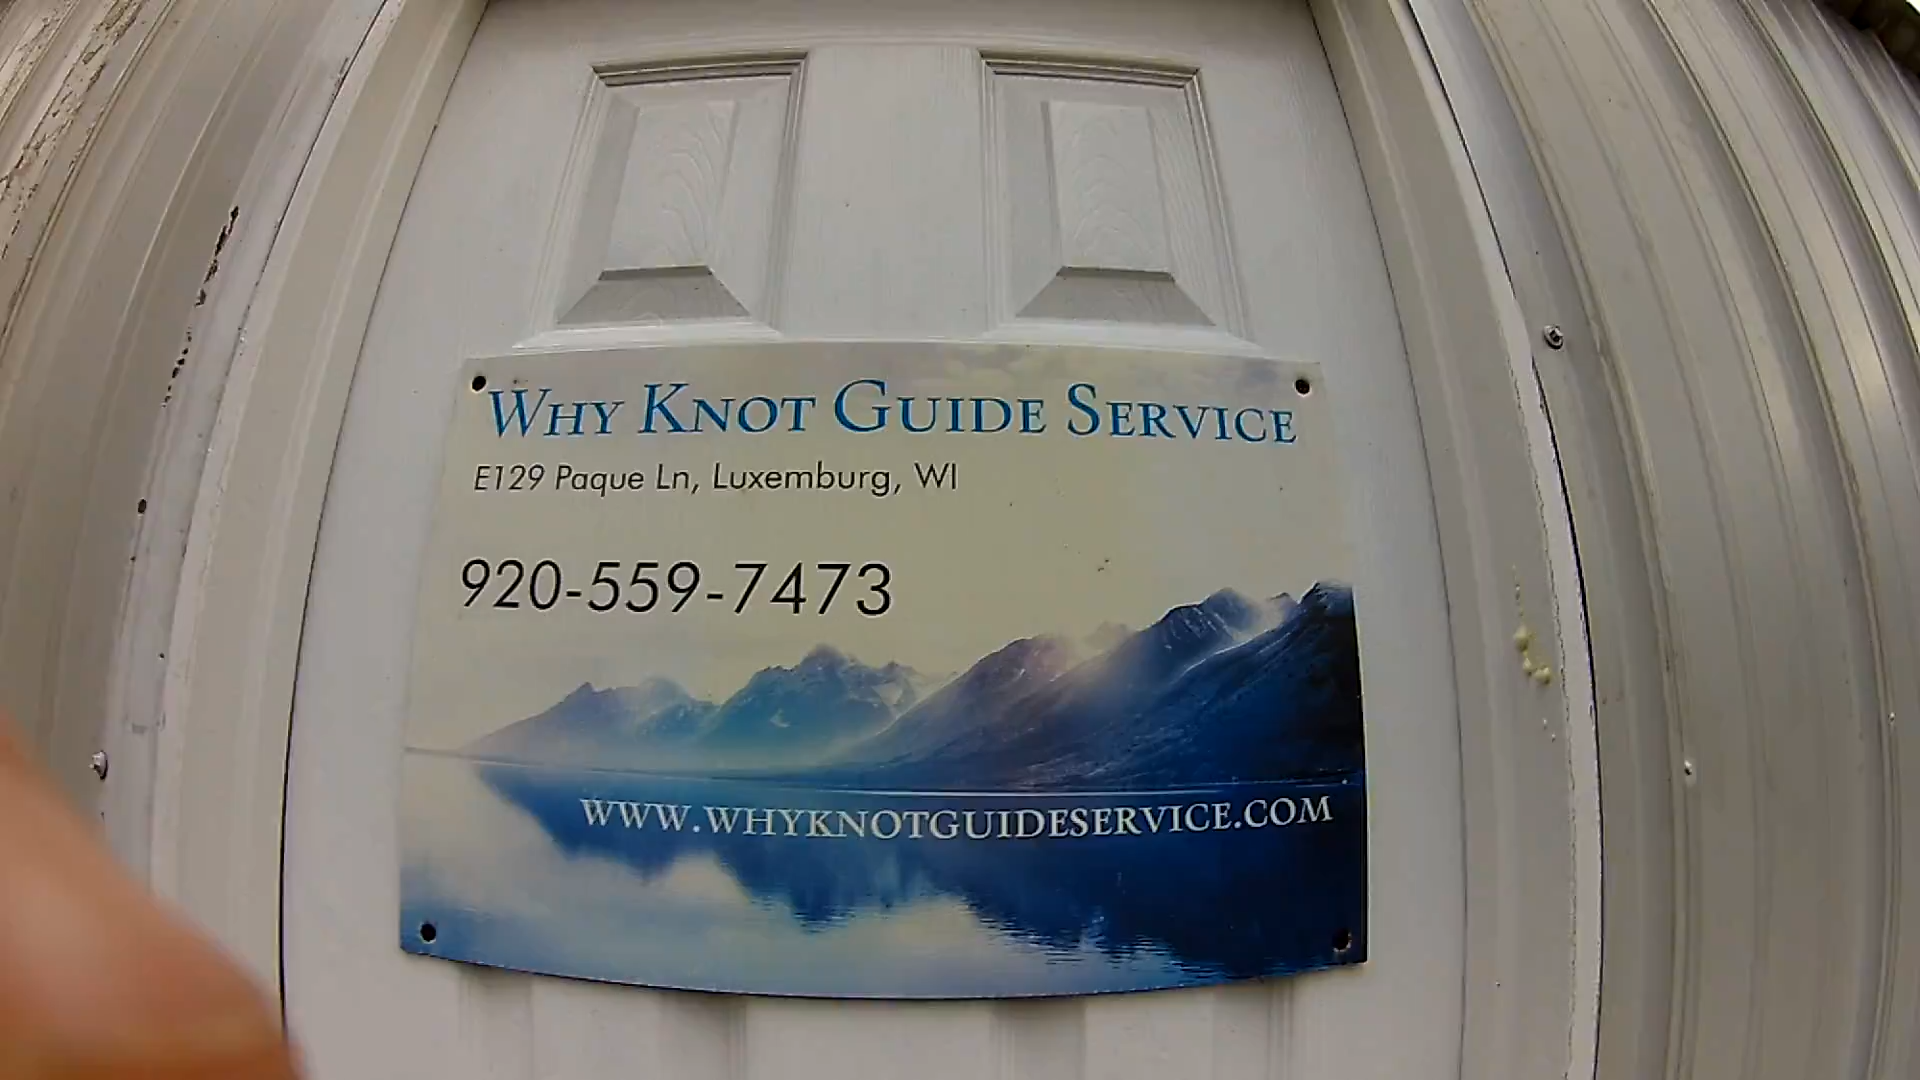 WHY KNOT GUIDE SERVICE
E129 Paque Ln, Luxemburg, WI
920-559-7473
WWW.WHYKNOTGUIDESERVICE.COM